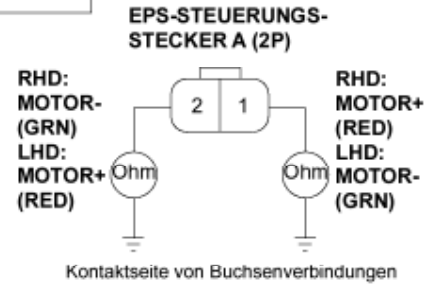 EPS-STEUERUNGS-
STECKER A (2P)
RHD:
MOTOR-
(GRN)
LHD:
MOTOR+
(RED)
2 1
RHD:
MOTOR+
(RED)
LHD:
MOTOR-
(GRN)
Ohm
Ohm
Kontaktseite von Buchsenverbindungen